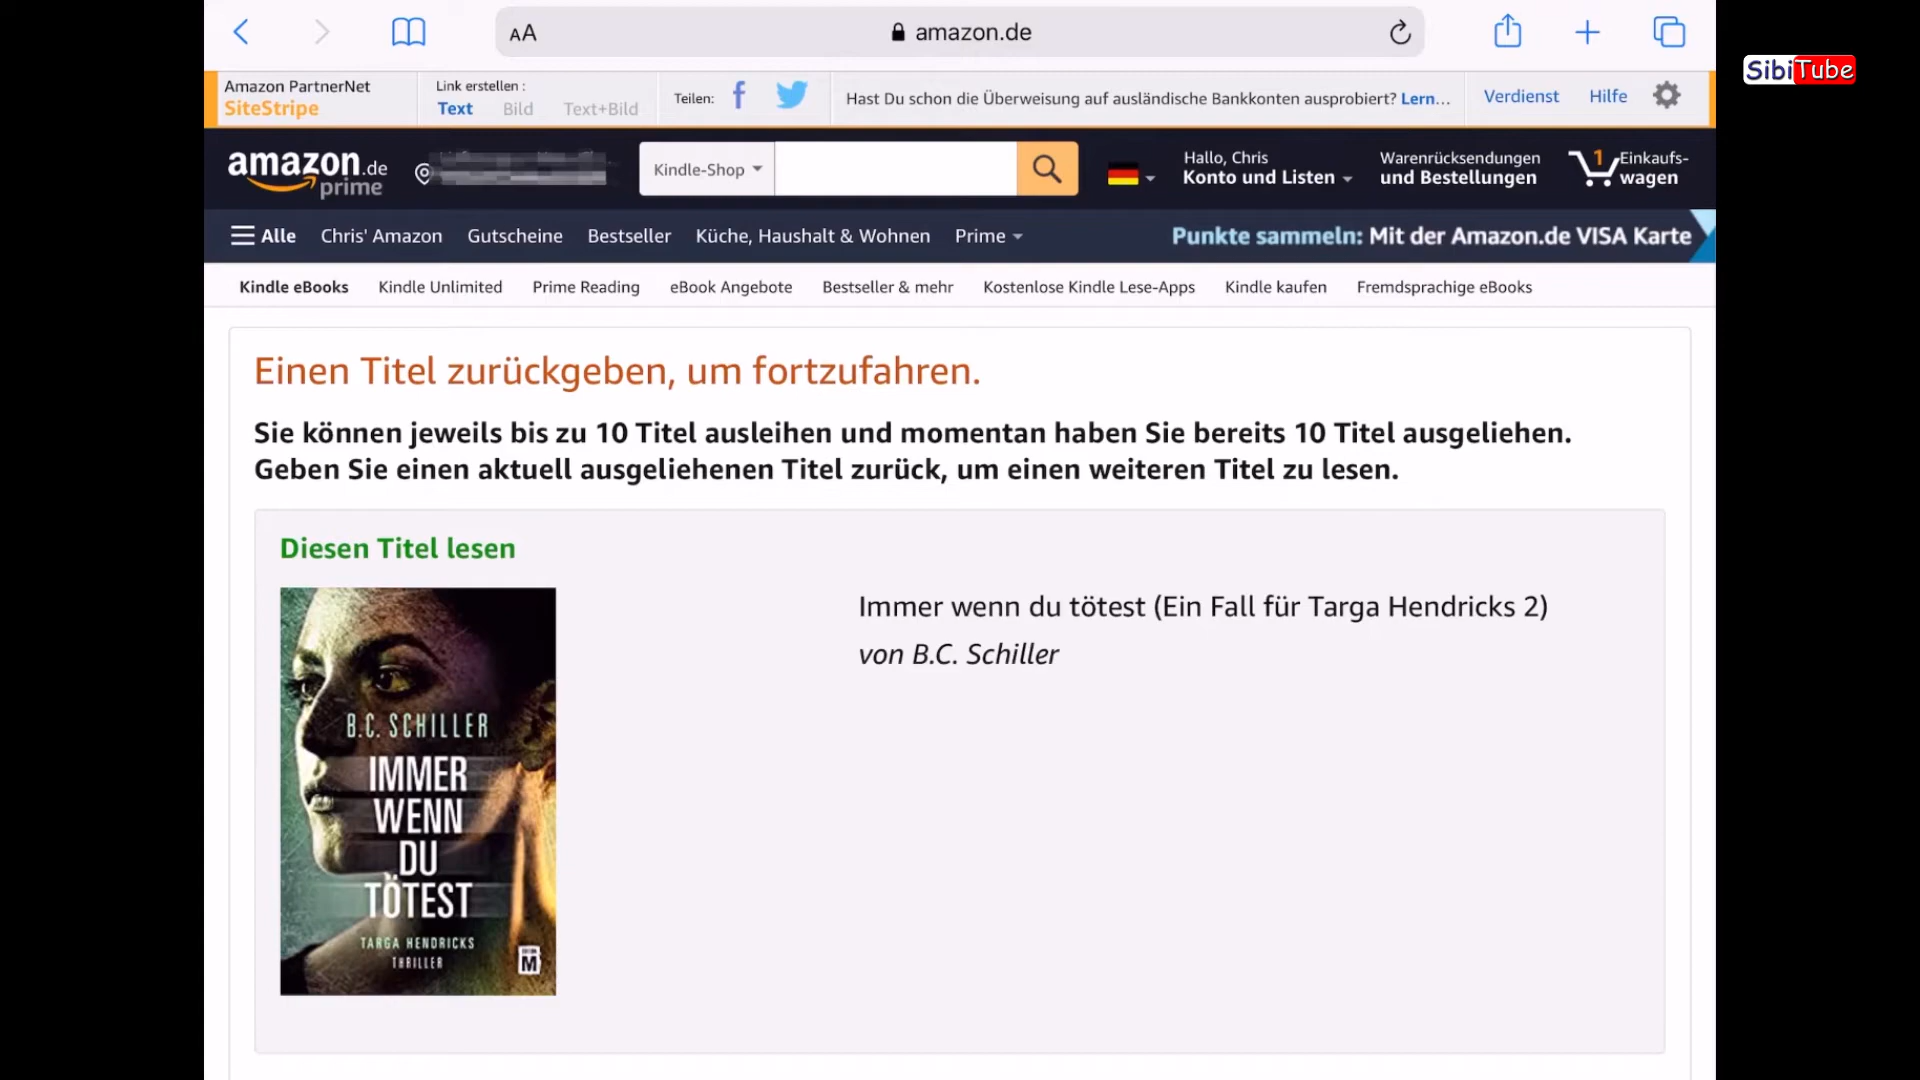 AA
amazon.de
SibiTube
Amazon PartnerNet
SiteStripe
Link erstellen :
Text Bild Text+Bild
Teilen:
Hast Du schon die Überweisung auf ausländische Bankkonten ausprobiert? Lern...
Verdienst Hilfe
amazon.de
prime
Kindle-Shop
Hallo, Chris
Konto und Listen
Warenrücksendungen
und Bestellungen
1
Einkaufs-
wagen
Alle Chris' Amazon Gutscheine Bestseller Küche, Haushalt & Wohnen Prime
Punkte sammeln: Mit der Amazon.de VISA Karte
Kindle eBooks Kindle Unlimited Prime Reading eBook Angebote Bestseller & mehr Kostenlose Kindle Lese-Apps Kindle kaufen Fremdsprachige eBooks
Einen Titel zurückgeben, um fortzufahren.
Sie können jeweils bis zu 10 Titel ausleihen und momentan haben Sie bereits 10 Titel ausgeliehen.
Geben Sie einen aktuell ausgeliehenen Titel zurück, um einen weiteren Titel zu lesen.
Diesen Titel lesen
B.C. SCHILLER
IMMER
WENN
DU
TÖTEST
TARGA HENDRICKS
THRILLER
M
Immer wenn du tötest (Ein Fall für Targa Hendricks 2)
von B.C. Schiller